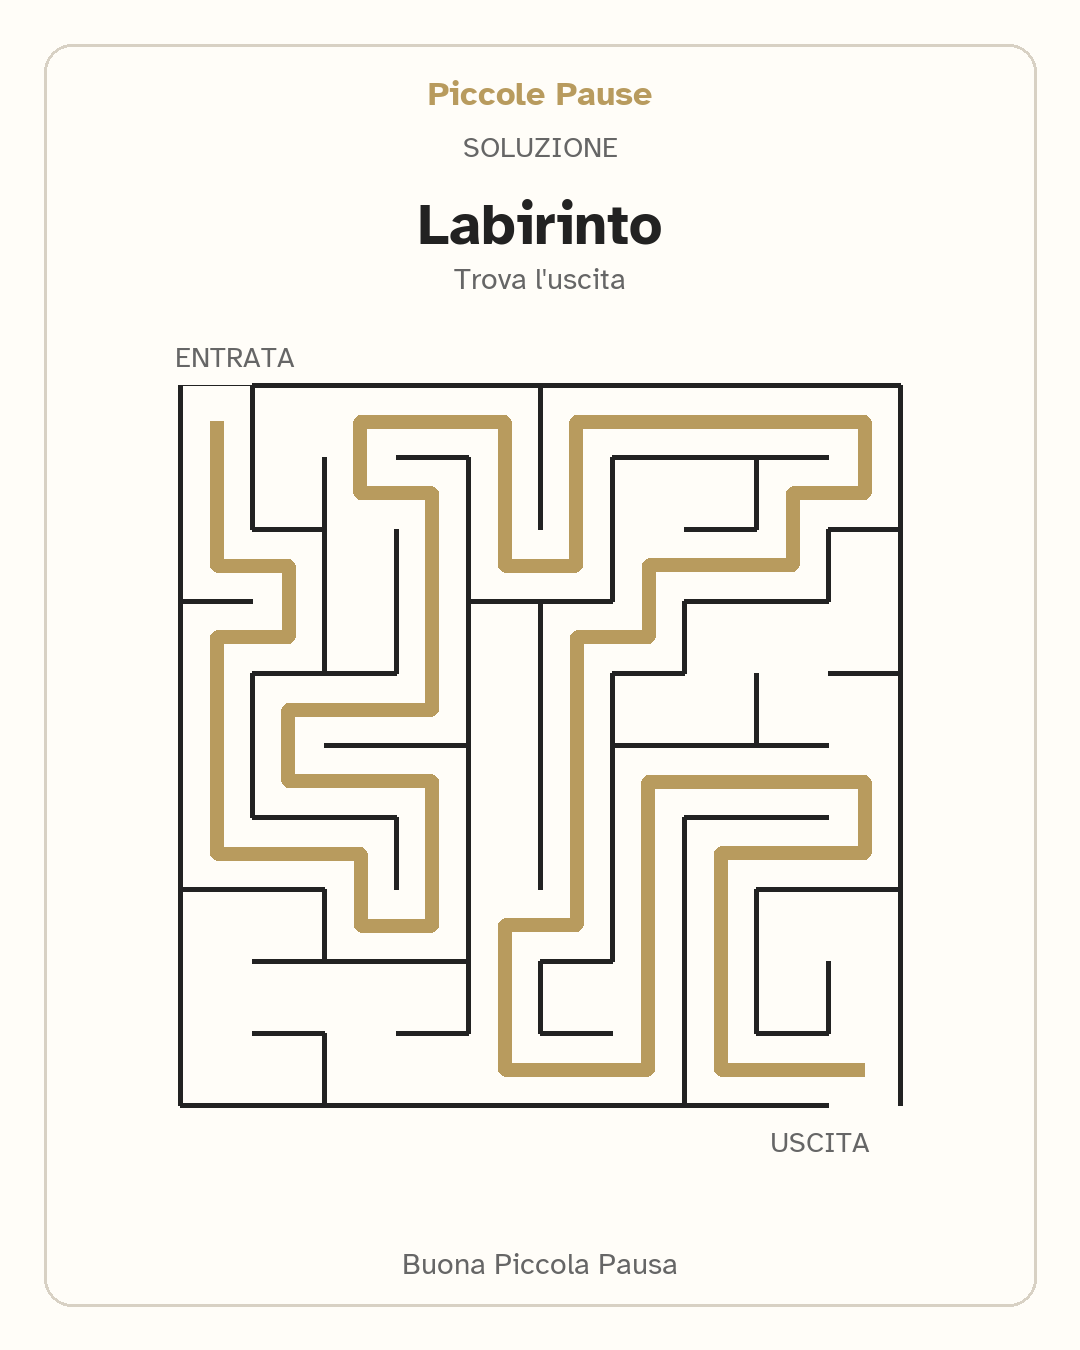 Piccole Pause
SOLUZIONE
Labirinto
Trova l'uscita
ENTRATA
USCITA
Buona Piccola Pausa